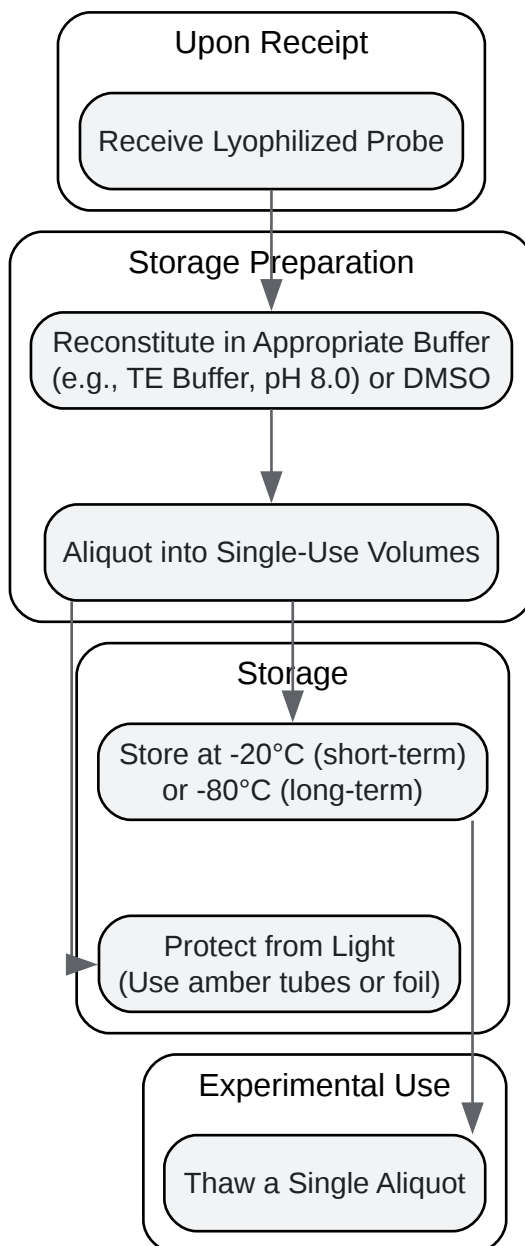 Upon Receipt
Receive Lyophilized Probe
Storage Preparation
Reconstitute in Appropriate Buffer
(e.g., TE Buffer, pH 8.0) or DMSO
Aliquot into Single-Use Volumes
Storage
Store at -20°C (short-term)
or -80°C (long-term)
Protect from Light
(Use amber tubes or foil)
Experimental Use
Thaw a Single Aliquot